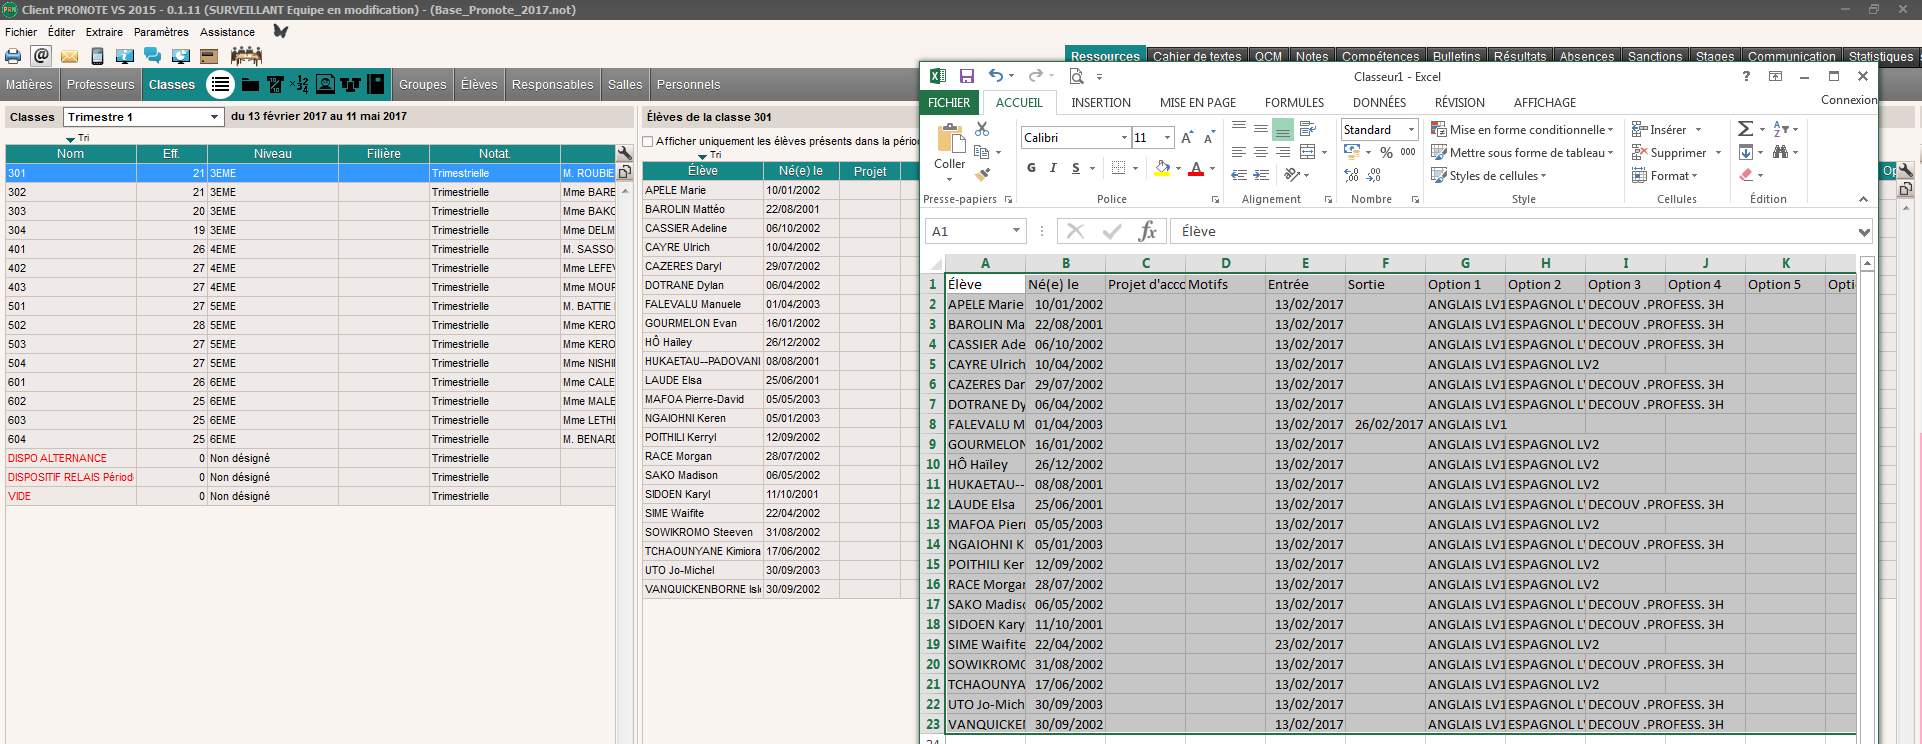 Client PRONOTE VS 2015 - 0.1.11 (SURVEILLANT Equipe en modification) - (Base_Pronote_2017.not)
Fichier Éditer Extraire Paramètres Assistance
Ressources Cahier de textes QCM Notes Compétences Bulletins Résultats Absences Sanctions Stages Communication Statistiques
Matières Professeurs Classes Groupes Élèves Responsables Salles Personnels
Classes Trimestre 1 du 13 février 2017 au 11 mai 2017
Tri
Nom Eff. Niveau Filière Notat.
301 21 3EME Trimestrielle M. ROUBIE
302 21 3EME Trimestrielle Mme BARE
303 20 3EME Trimestrielle Mme BAKO
304 19 3EME Trimestrielle Mme DELM
401 26 4EME Trimestrielle M. SASSO
402 27 4EME Trimestrielle Mme LEFEV
403 27 4EME Trimestrielle Mme MOUR
501 27 5EME Trimestrielle M. BATTIE
502 28 5EME Trimestrielle Mme KERO
503 27 5EME Trimestrielle Mme KERO
504 27 5EME Trimestrielle Mme NISHII
601 26 6EME Trimestrielle Mme CALE
602 25 6EME Trimestrielle Mme MALE
603 25 6EME Trimestrielle Mme LETHI
604 25 6EME Trimestrielle M. BENARD
DISPO ALTERNANCE 0 Non désigné Trimestrielle
DISPOSITIF RELAIS Périod 0 Non désigné Trimestrielle
VIDE 0 Non désigné Trimestrielle
Élèves de la classe 301
Afficher uniquement les élèves présents dans la pério
Tri
Élève Né(e) le Projet
APELE Marie 10/01/2002
BAROLIN Mattéo 22/08/2001
CASSIER Adeline 06/10/2002
CAYRE Ulrich 10/04/2002
CAZERES Daryl 29/07/2002
DOTRANE Dylan 06/04/2002
FALEVALU Manuele 01/04/2003
GOURMELON Evan 16/01/2002
HÔ Haïley 26/12/2002
HUKAETAU--PADOVANI 08/08/2001
LAUDE Elsa 25/06/2001
MAFOA Pierre-David 05/05/2003
NGAIOHNI Keren 05/01/2003
POITHILI Kerryl 12/09/2002
RACE Morgan 28/07/2002
SAKO Madison 06/05/2002
SIDOEN Karyl 11/10/2001
SIME Waifite 22/04/2002
SOWIKROMO Steeven 31/08/2002
TCHAOUNYANE Kimiora 17/06/2002
UTO Jo-Michel 30/09/2003
VANQUICKENBORNE Isl 30/09/2002
Classeur1 - Excel
FICHIER ACCUEIL INSERTION MISE EN PAGE FORMULES DONNÉES RÉVISION AFFICHAGE Connexion
Coller
Calibri 11
G I S
Standard
% 000
Mise en forme conditionnelle
Mettre sous forme de tableau
Styles de cellules
Insérer
Supprimer
Format
Presse-papiers Police Alignement Nombre Style Cellules Édition
A1 Élève
A B C D E F G H I J K
1 Élève Né(e) le Projet d'acco Motifs Entrée Sortie Option 1 Option 2 Option 3 Option 4 Option 5 Opti
2 APELE Marie 10/01/2002 13/02/2017 ANGLAIS LV1 ESPAGNOL LV DECOUV .PROFESS. 3H
3 BAROLIN Ma 22/08/2001 13/02/2017 ANGLAIS LV1 ESPAGNOL LV DECOUV .PROFESS. 3H
4 CASSIER Ade 06/10/2002 13/02/2017 ANGLAIS LV1 ESPAGNOL LV DECOUV .PROFESS. 3H
5 CAYRE Ulrich 10/04/2002 13/02/2017 ANGLAIS LV1 ESPAGNOL LV2
6 CAZERES Dar 29/07/2002 13/02/2017 ANGLAIS LV1 ESPAGNOL LV DECOUV .PROFESS. 3H
7 DOTRANE Dy 06/04/2002 13/02/2017 ANGLAIS LV1 ESPAGNOL LV DECOUV .PROFESS. 3H
8 FALEVALU M 01/04/2003 13/02/2017 26/02/2017 ANGLAIS LV1
9 GOURMELON 16/01/2002 13/02/2017 ANGLAIS LV1 ESPAGNOL LV2
10 HÔ Haïley 26/12/2002 13/02/2017 ANGLAIS LV1 ESPAGNOL LV2
11 HUKAETAU-- 08/08/2001 13/02/2017 ANGLAIS LV1 ESPAGNOL LV2
12 LAUDE Elsa 25/06/2001 13/02/2017 ANGLAIS LV1 ESPAGNOL LV DECOUV .PROFESS. 3H
13 MAFOA Pierr 05/05/2003 13/02/2017 ANGLAIS LV1 ESPAGNOL LV2
14 NGAIOHNI K 05/01/2003 13/02/2017 ANGLAIS LV1 ESPAGNOL LV DECOUV .PROFESS. 3H
15 POITHILI Ker 12/09/2002 13/02/2017 ANGLAIS LV1 ESPAGNOL LV2
16 RACE Morgan 28/07/2002 13/02/2017 ANGLAIS LV1 ESPAGNOL LV2
17 SAKO Madiso 06/05/2002 13/02/2017 ANGLAIS LV1 ESPAGNOL LV DECOUV .PROFESS. 3H
18 SIDOEN Kary 11/10/2001 13/02/2017 ANGLAIS LV1 ESPAGNOL LV DECOUV .PROFESS. 3H
19 SIME Waifite 22/04/2002 23/02/2017 ANGLAIS LV1 ESPAGNOL LV2
20 SOWIKROMO 31/08/2002 13/02/2017 ANGLAIS LV1 ESPAGNOL LV DECOUV .PROFESS. 3H
21 TCHAOUNYA 17/06/2002 13/02/2017 ANGLAIS LV1 ESPAGNOL LV2
22 UTO Jo-Mich 30/09/2003 13/02/2017 ANGLAIS LV1 ESPAGNOL LV DECOUV .PROFESS. 3H
23 VANQUICKEN 30/09/2002 13/02/2017 ANGLAIS LV1 ESPAGNOL LV DECOUV .PROFESS. 3H